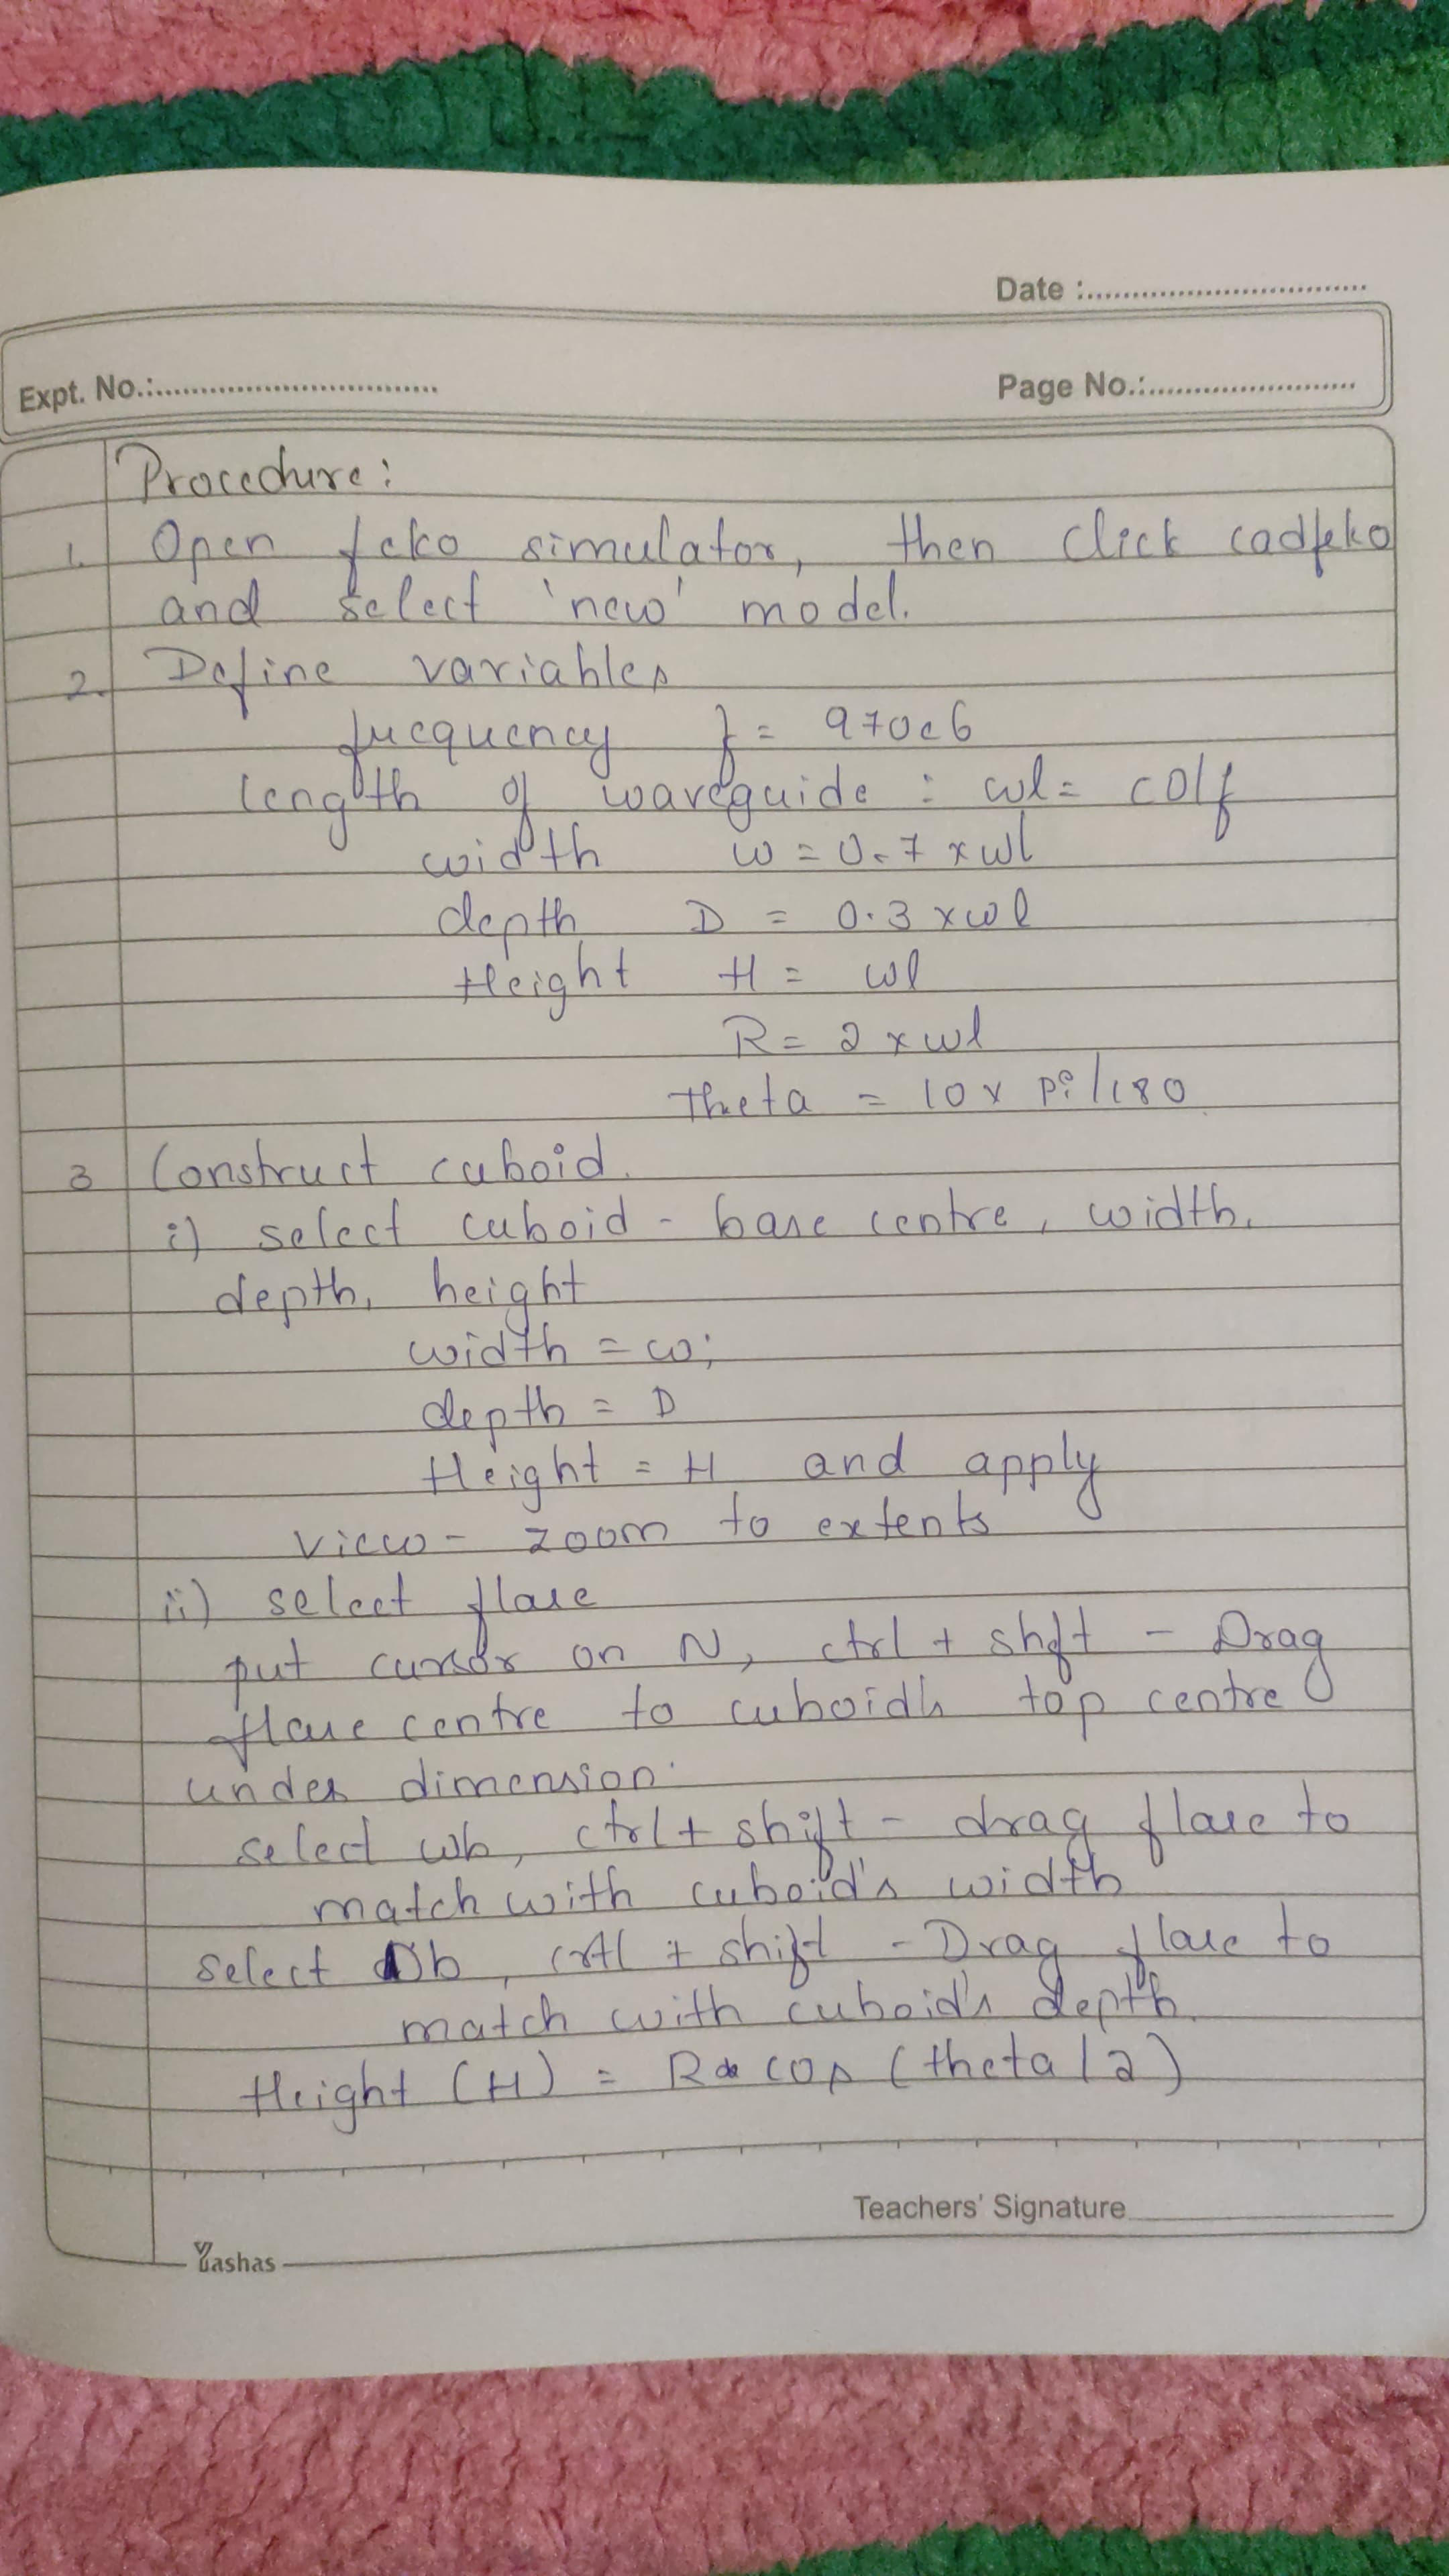 Date :
Expt. No.:
Page No.:
Procedure:
1. Open feko simulator, then click cadfeko
and select 'new' model.
2. Define variables
frequency f = 970e6
length of waveguide : wl = c0/f
width w = 0.7 x wl
depth D = 0.3 x wl
Height H = wl
R = 2 x wl
Theta = 10 x pi/180
3 Construct cuboid.
i) select cuboid - base centre, width,
depth, height
width = w;
depth = D
Height = H and apply
view - zoom to extents
ii) select flare
put cursor on N, ctrl + shft - Drag
flare centre to cuboids top centre
under dimension.
select wb, ctrl + shift - drag flare to
match with cuboid's width
select Db, crtl + shift - Drag flare to
match with cuboid's depth.
Height (H) = R * cos (theta/2)
Teachers' Signature
Yashas